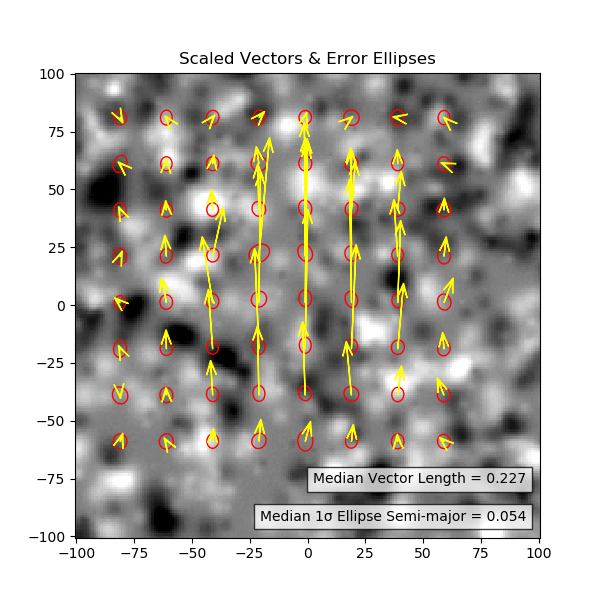 Scaled Vectors & Error Ellipses
100
75
50
25
0
−25
−50
−75
−100
Median Vector Length = 0.227
Median 1σ Ellipse Semi-major = 0.054
−100 −75 −50 −25 0 25 50 75 100